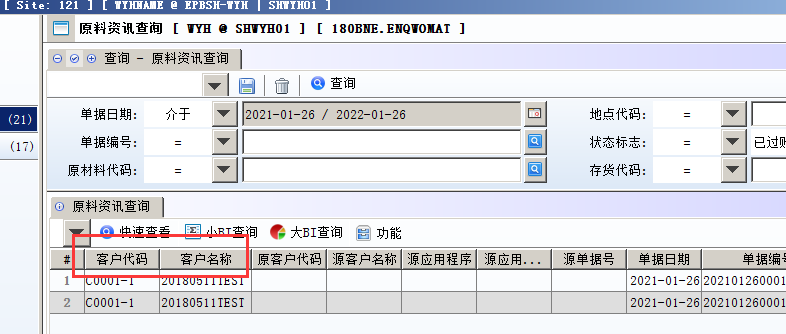 [ Site: 121 ] [ WYHNAME @ EPBSH-WYH | SHWYH01 ]
原料资讯查询 [ WYH @ SHWYH01 ] [ 180BNE.ENQWOMAT ]
查询 - 原料资讯查询
查询
单据日期: 介于 2021-01-26 / 2022-01-26 地点代码: =
(21)
单据编号: = 状态标志: = 已过账
(17)
原材料代码: = 存货代码: =
原料资讯查询
快速查看 小BI查询 大BI查询 功能
# 客户代码 客户名称 原客户代码 源客户名称 源应用程序 源应用... 源单据号 单据日期 单据编号
1 C0001-1 20180511TEST 2021-01-26 202101260001
2 C0001-1 20180511TEST 2021-01-26 202101260001